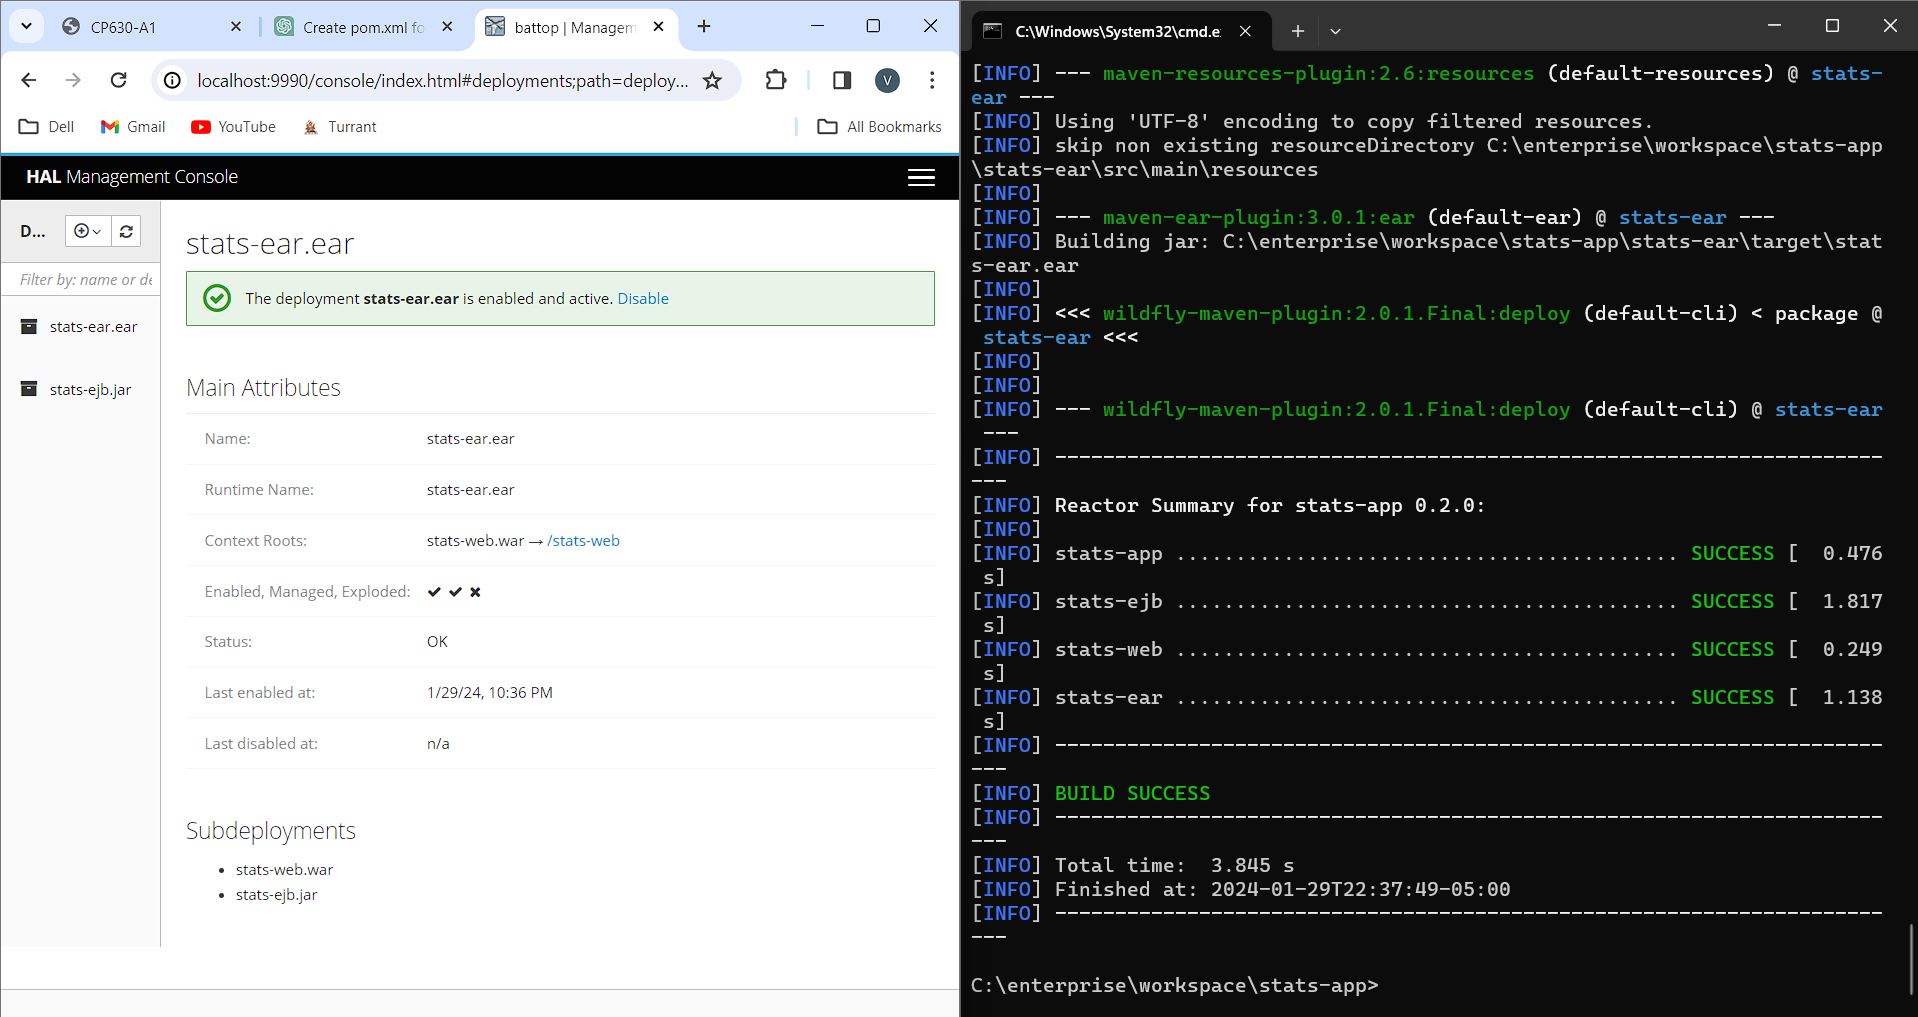 CP630-A1
Create pom.xml fo
battop | Managem
localhost:9990/console/index.html#deployments;path=deploy...
V
Dell
Gmail
YouTube
Turrant
All Bookmarks
HAL Management Console
D...
Filter by: name or de
stats-ear.ear
stats-ejb.jar
stats-ear.ear
The deployment stats-ear.ear is enabled and active. Disable
Main Attributes
Name: stats-ear.ear
Runtime Name: stats-ear.ear
Context Roots: stats-web.war → /stats-web
Enabled, Managed, Exploded:
Status: OK
Last enabled at: 1/29/24, 10:36 PM
Last disabled at: n/a
Subdeployments
• stats-web.war
• stats-ejb.jar
C:\Windows\System32\cmd.e
[INFO] --- maven-resources-plugin:2.6:resources (default-resources) @ stats-
ear ---
[INFO] Using 'UTF-8' encoding to copy filtered resources.
[INFO] skip non existing resourceDirectory C:\enterprise\workspace\stats-app
\stats-ear\src\main\resources
[INFO]
[INFO] --- maven-ear-plugin:3.0.1:ear (default-ear) @ stats-ear ---
[INFO] Building jar: C:\enterprise\workspace\stats-app\stats-ear\target\stat
s-ear.ear
[INFO]
[INFO] <<< wildfly-maven-plugin:2.0.1.Final:deploy (default-cli) < package @
stats-ear <<<
[INFO]
[INFO]
[INFO] --- wildfly-maven-plugin:2.0.1.Final:deploy (default-cli) @ stats-ear
---
[INFO] ---------------------------------------------------------------------
---
[INFO] Reactor Summary for stats-app 0.2.0:
[INFO]
[INFO] stats-app .......................................... SUCCESS [  0.476
s]
[INFO] stats-ejb .......................................... SUCCESS [  1.817
s]
[INFO] stats-web .......................................... SUCCESS [  0.249
s]
[INFO] stats-ear .......................................... SUCCESS [  1.138
s]
[INFO] ---------------------------------------------------------------------
---
[INFO] BUILD SUCCESS
[INFO] ---------------------------------------------------------------------
---
[INFO] Total time:  3.845 s
[INFO] Finished at: 2024-01-29T22:37:49-05:00
[INFO] ---------------------------------------------------------------------
---
C:\enterprise\workspace\stats-app>